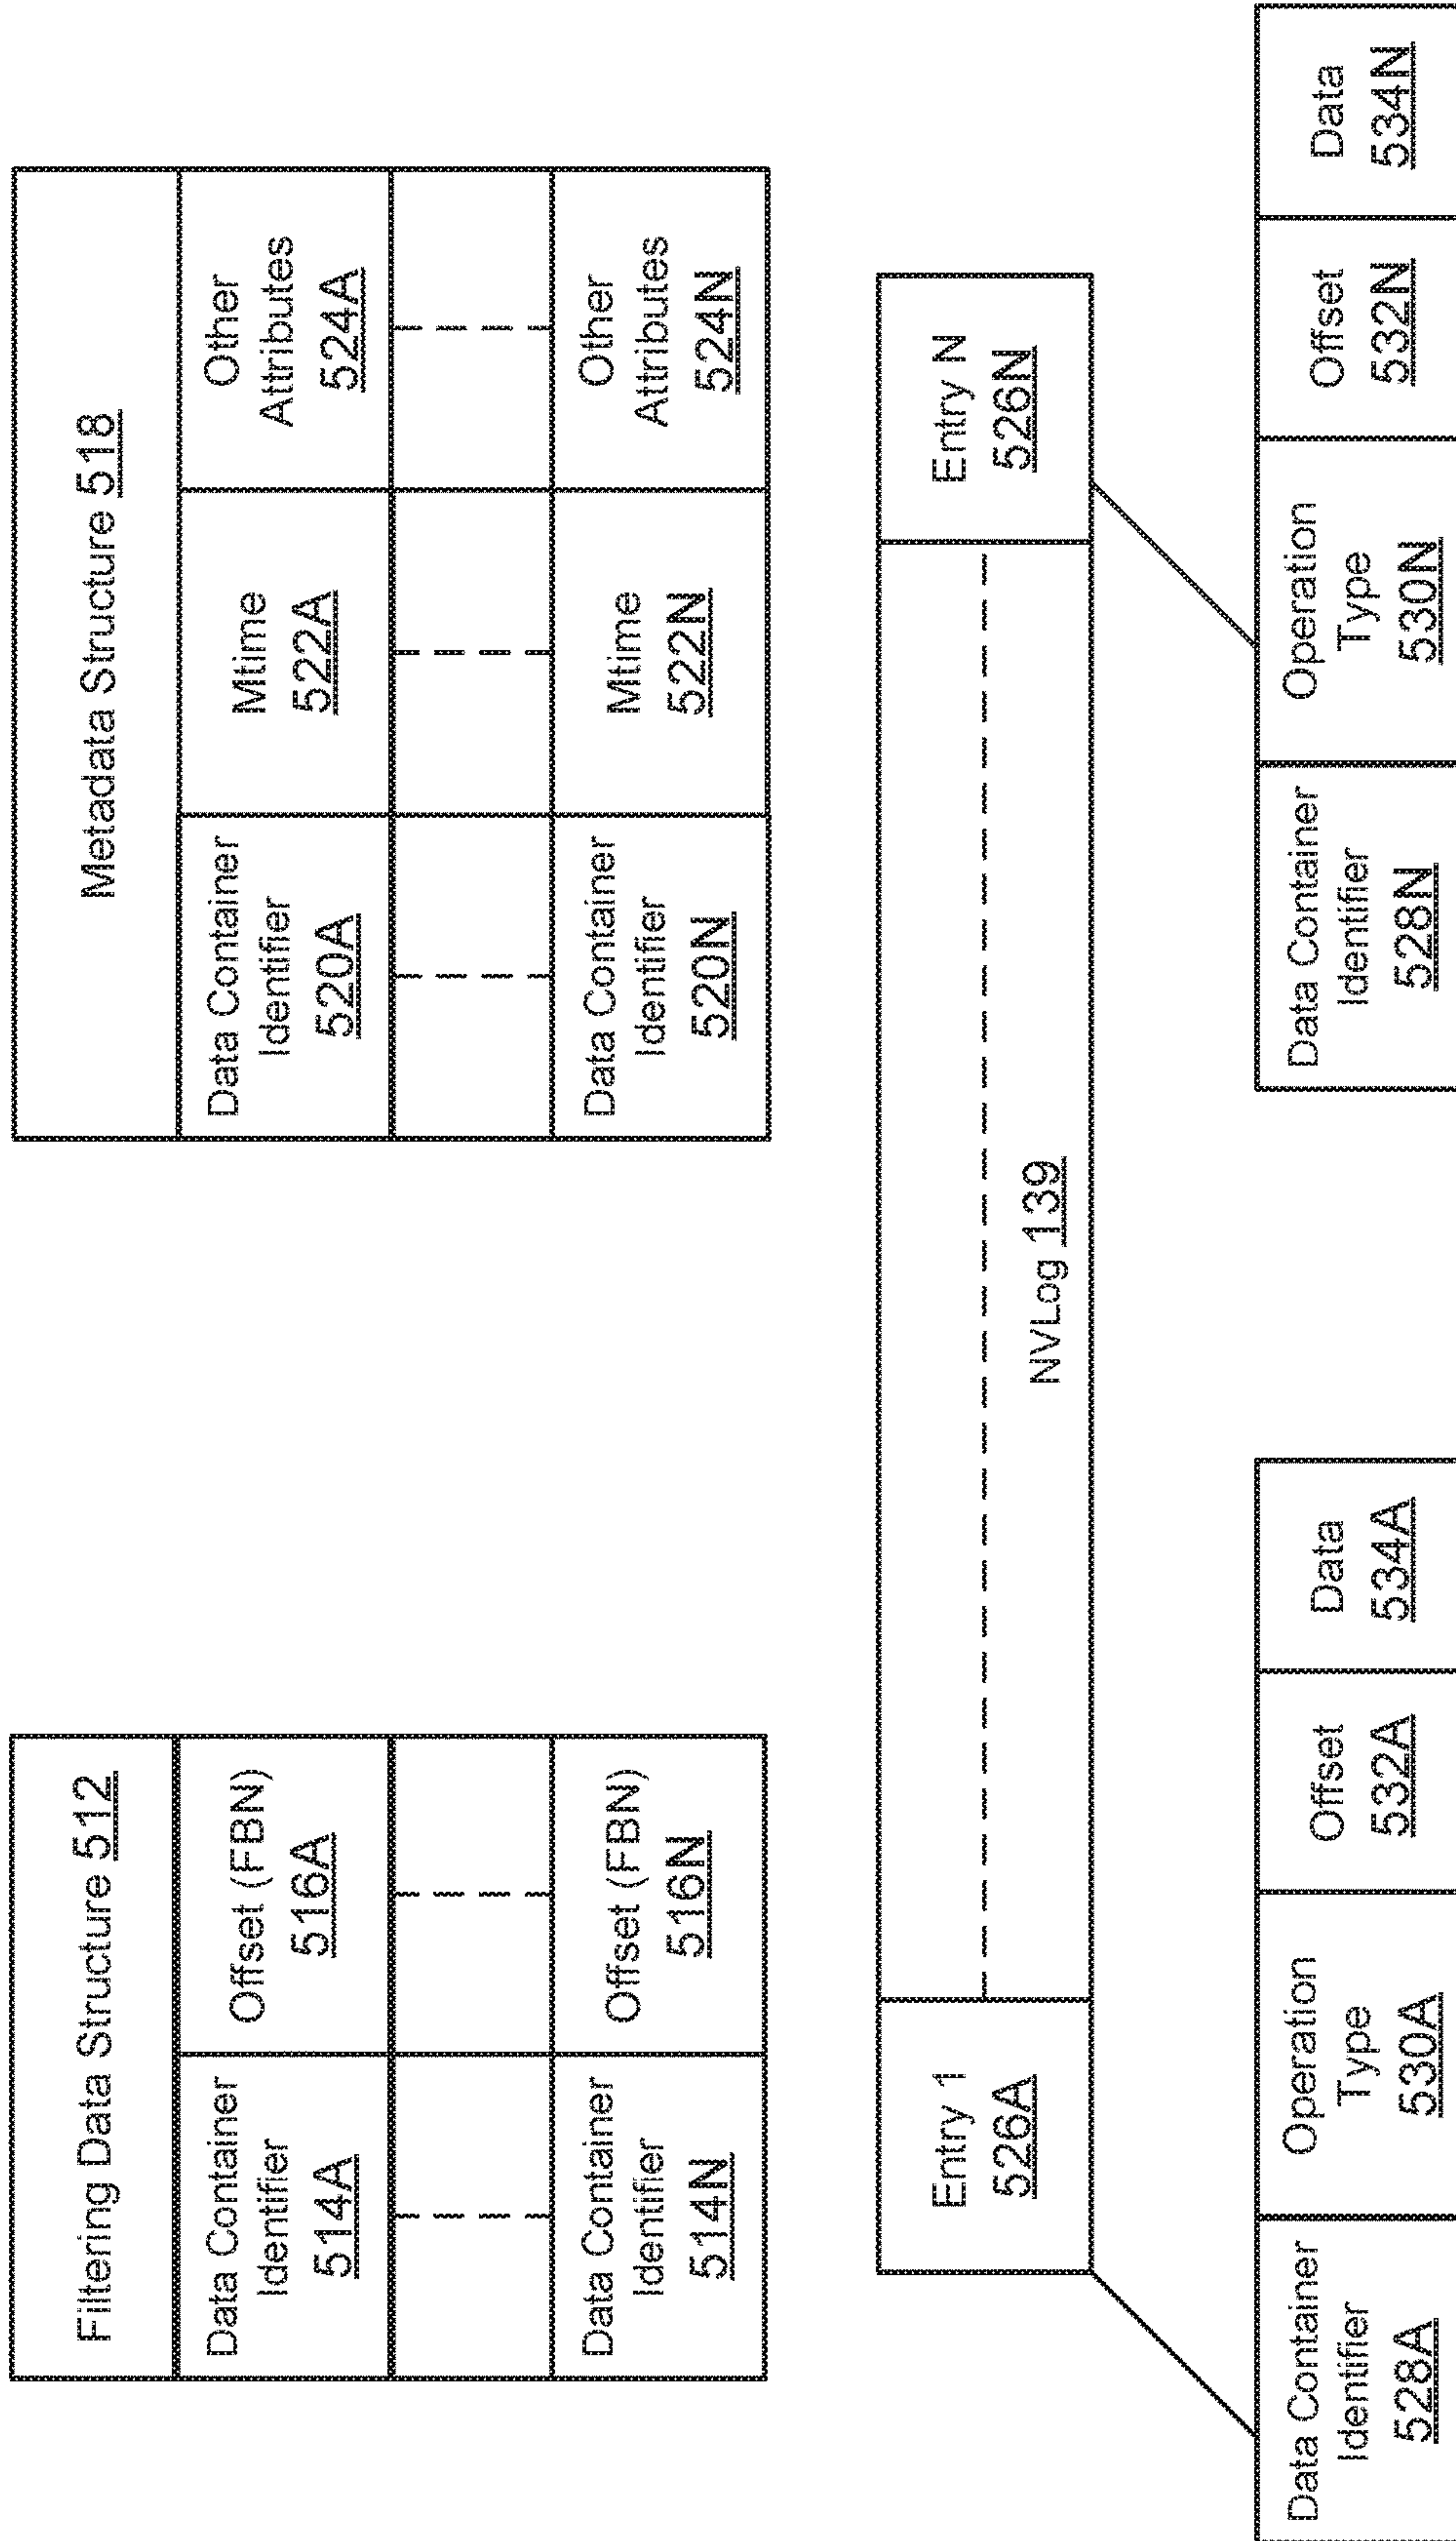 Filtering Data Structure 512
Data Container
Identifier
514A
Offset (FBN)
516A
Data Container
Identifier
514N
Offset (FBN)
516N
Metadata Structure 518
Data Container
Identifier
520A
Mtime
522A
Other
Attributes
524A
Data Container
Identifier
520N
Mtime
522N
Other
Attributes
524N
Entry 1
526A
NVLog 139
Entry N
526N
Data Container
Identifier
528A
Operation
Type
530A
Offset
532A
Data
534A
Data Container
Identifier
528N
Operation
Type
530N
Offset
532N
Data
534N